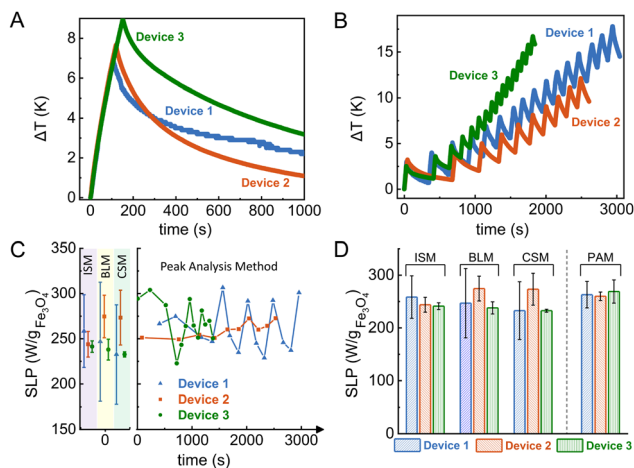 A
8
6
4
2
0
ΔT (K)
Device 3
Device 1
Device 2
0 200 400 600 800 1000
time (s)
B
15
10
5
0
ΔT (K)
Device 1
Device 3
Device 2
0 1000 2000 3000
time (s)
C
350
300
250
200
150
SLP (W/gFe3O4)
ISM
BLM
CSM
Peak Analysis Method
Device 1
Device 2
Device 3
0
0 1000 2000 3000
time (s)
D
300
200
100
0
SLP (W/gFe3O4)
ISM BLM CSM PAM
Device 1 Device 2 Device 3